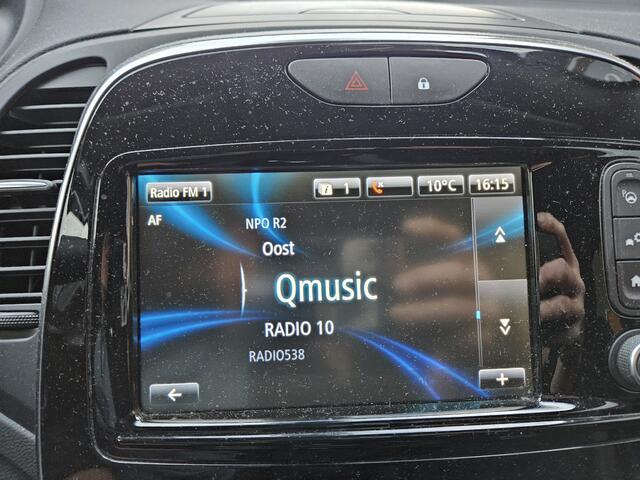 Radio FM 1
i 1
10°C
16:15
AF
NPO R2
Oost
Qmusic
RADIO 10
RADIO538